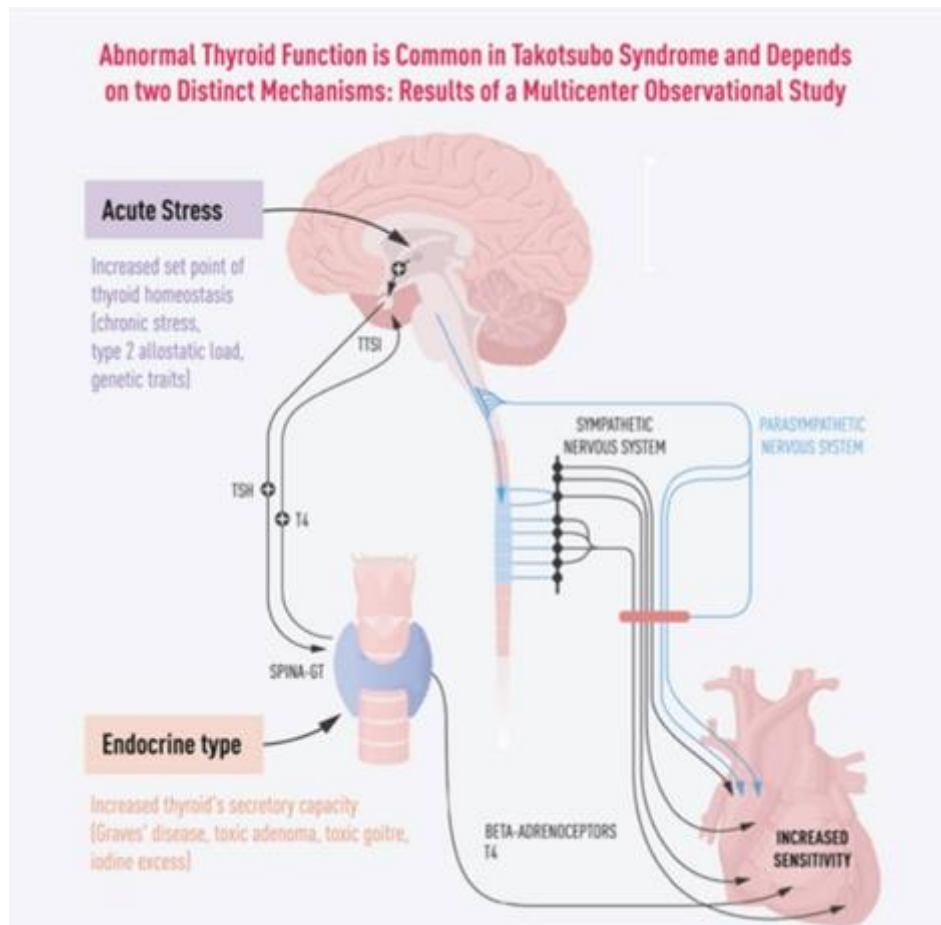 Abnormal Thyroid Function is Common in Takotsubo Syndrome and Depends
on two Distinct Mechanisms: Results of a Multicenter Observational Study
Acute Stress
Increased set point of
thyroid homeostasis
(chronic stress,
type 2 allostatic load,
genetic traits)
TTSI
SYMPATHETIC
NERVOUS SYSTEM
PARASYMPATHETIC
NERVOUS SYSTEM
TSH
T4
SPINA-GT
Endocrine type
Increased thyroid's secretory capacity
(Graves' disease, toxic adenoma, toxic goitre,
iodine excess)
BETA-ADRENOCEPTORS
T4
INCREASED
SENSITIVITY